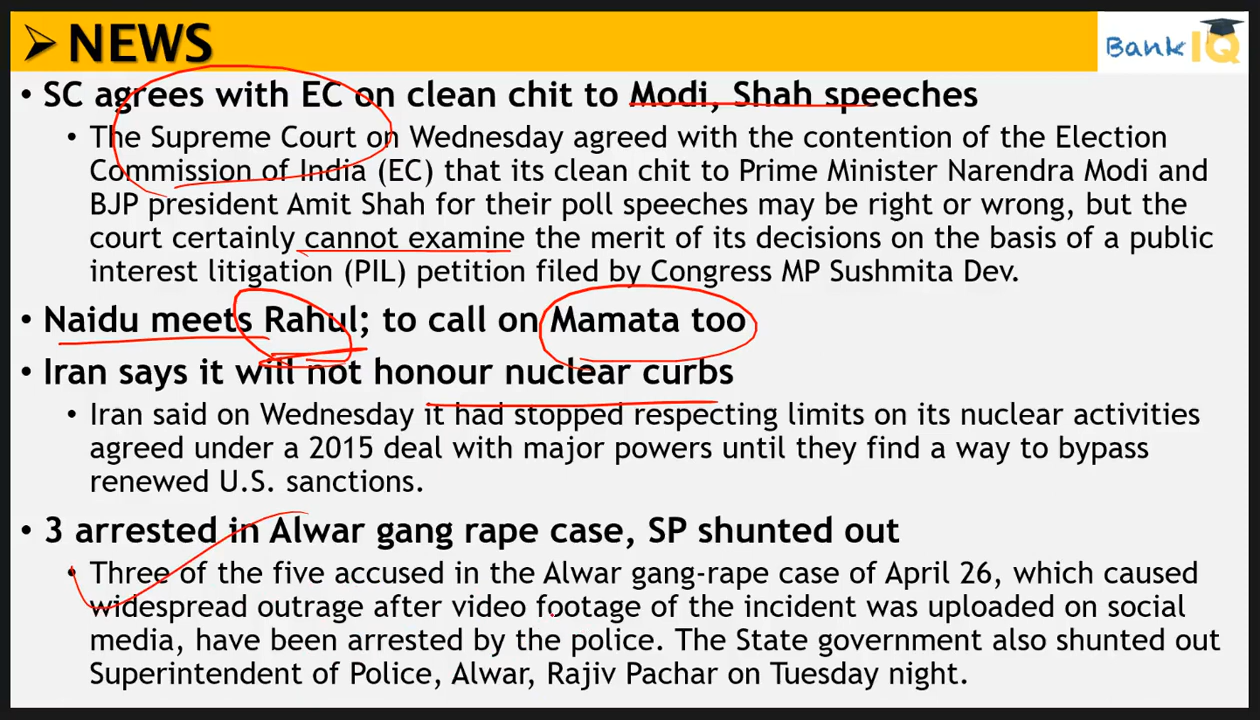 ➢ NEWS
Bank IQ
• SC agrees with EC on clean chit to Modi, Shah speeches
• The Supreme Court on Wednesday agreed with the contention of the Election
Commission of India (EC) that its clean chit to Prime Minister Narendra Modi and
BJP president Amit Shah for their poll speeches may be right or wrong, but the
court certainly cannot examine the merit of its decisions on the basis of a public
interest litigation (PIL) petition filed by Congress MP Sushmita Dev.
• Naidu meets Rahul; to call on Mamata too
• Iran says it will not honour nuclear curbs
• Iran said on Wednesday it had stopped respecting limits on its nuclear activities
agreed under a 2015 deal with major powers until they find a way to bypass
renewed U.S. sanctions.
• 3 arrested in Alwar gang rape case, SP shunted out
• Three of the five accused in the Alwar gang-rape case of April 26, which caused
widespread outrage after video footage of the incident was uploaded on social
media, have been arrested by the police. The State government also shunted out
Superintendent of Police, Alwar, Rajiv Pachar on Tuesday night.